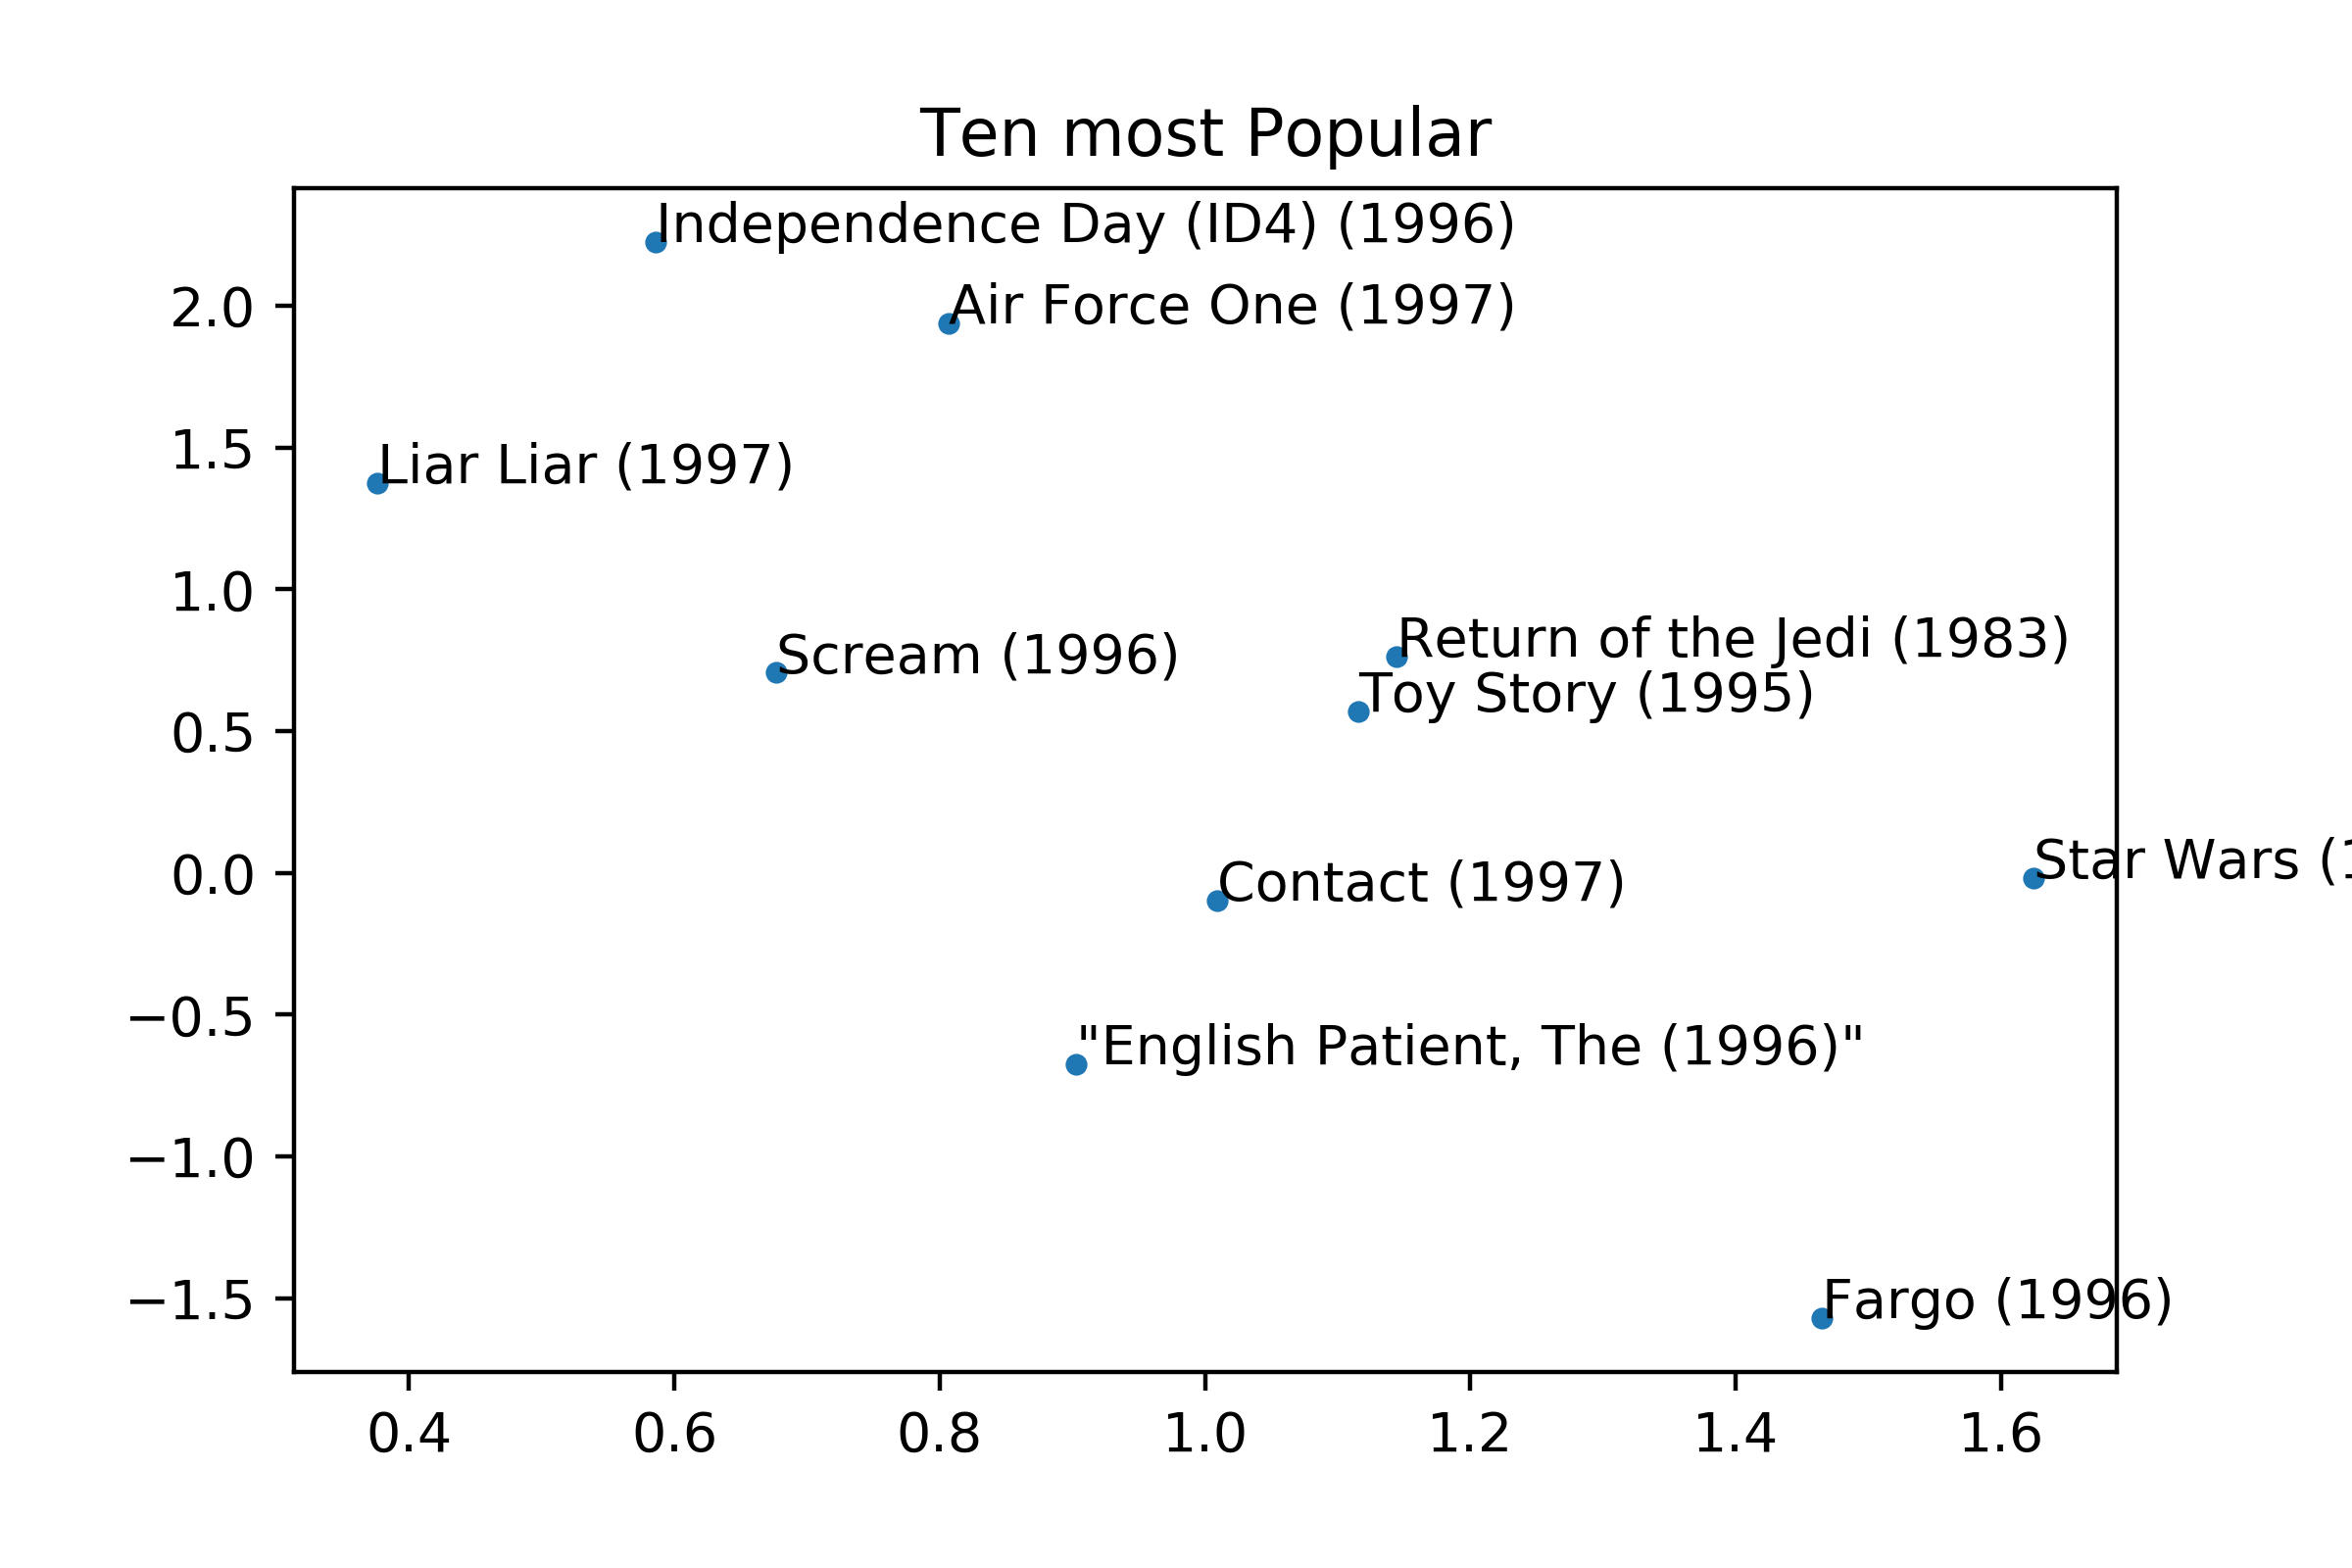 Ten most Popular
Independence Day (ID4) (1996)
Air Force One (1997)
2.0
1.5
Liar Liar (1997)
1.0
Return of the Jedi (1983)
Scream (1996)
Toy Story (1995)
0.5
Star Wars (1
0.0
Contact (1997)
−0.5
"English Patient, The (1996)"
−1.0
−1.5
Fargo (1996)
0.4 0.6 0.8 1.0 1.2 1.4 1.6